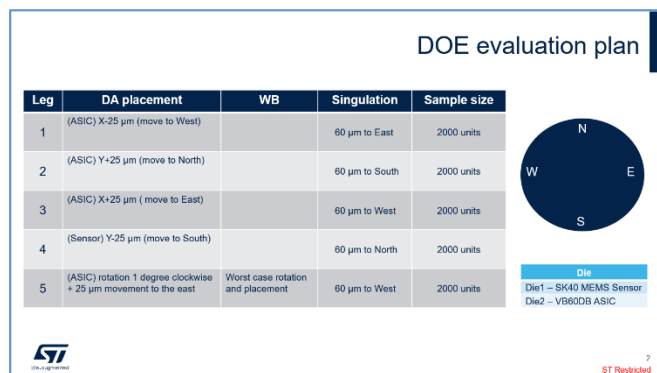 DOE evaluation plan
Leg DA placement WB Singulation Sample size
1 (ASIC) X-25 µm (move to West) 60 µm to East 2000 units
2 (ASIC) Y+25 µm (move to North) 60 µm to South 2000 units
3 (ASIC) X+25 µm ( move to East) 60 µm to West 2000 units
4 (Sensor) Y-25 µm (move to South) 60 µm to North 2000 units
5 (ASIC) rotation 1 degree clockwise
+ 25 µm movement to the east
Worst case rotation
and placement
60 µm to West 2000 units
N
W E
S
Die
Die1 – SK40 MEMS Sensor
Die2 – VB60DB ASIC
ST
life.augmented
2
ST Restricted